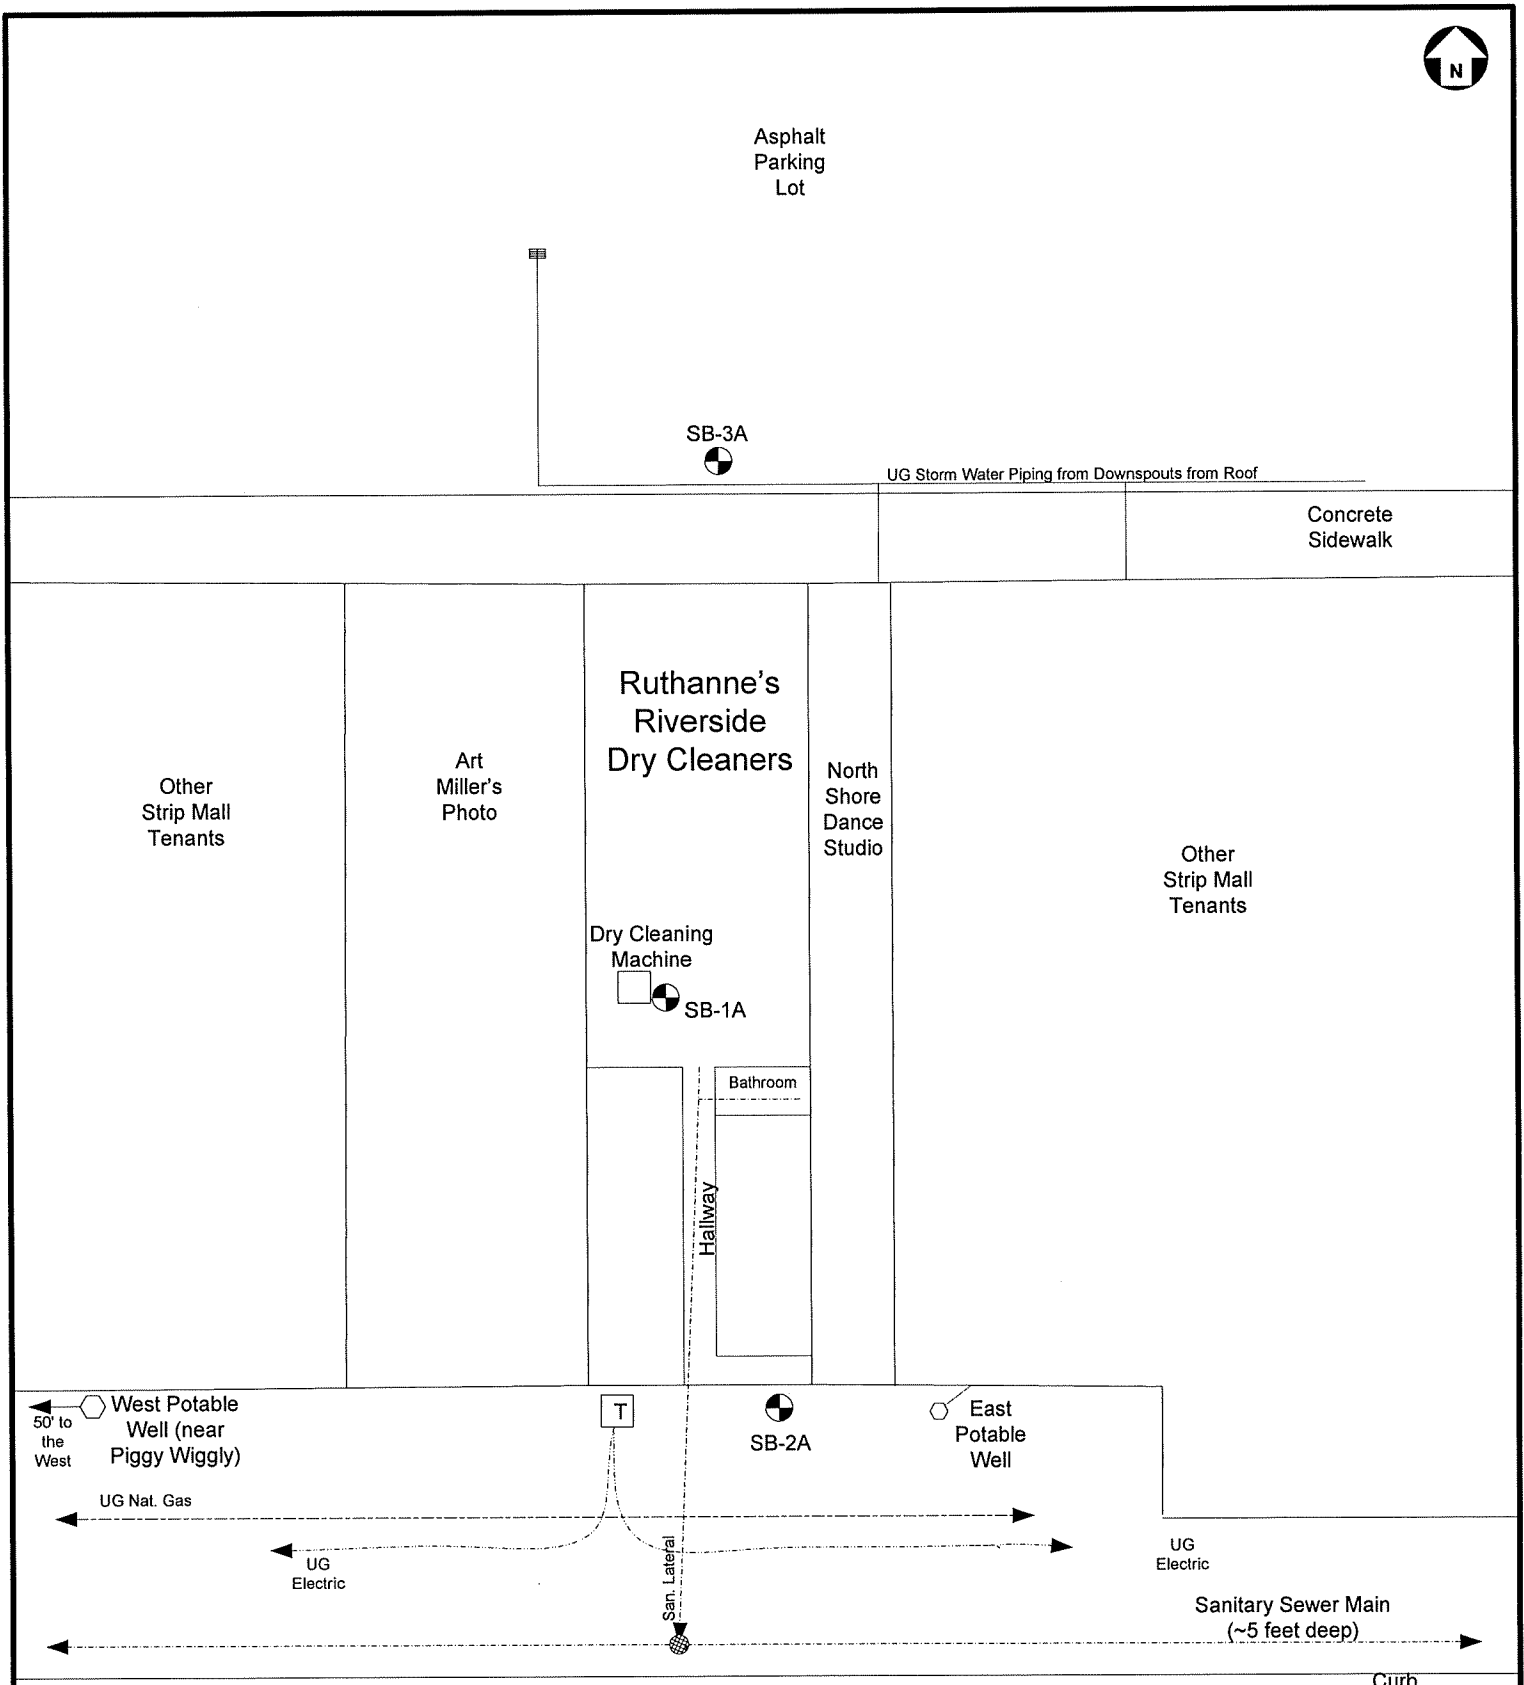 N
Asphalt
Parking
Lot
SB-3A
UG Storm Water Piping from Downspouts from Roof
Concrete
Sidewalk
Ruthanne's
Riverside
Dry Cleaners
Art
Miller's
Photo
North
Shore
Dance
Studio
Other
Strip Mall
Tenants
Other
Strip Mall
Tenants
Dry Cleaning
Machine
SB-1A
Bathroom
Hallway
West Potable
Well (near
Piggy Wiggly)
50' to
the
West
T
SB-2A
East
Potable
Well
UG Nat. Gas
UG
Electric
San. Lateral
UG
Electric
Sanitary Sewer Main
(~5 feet deep)
Curb